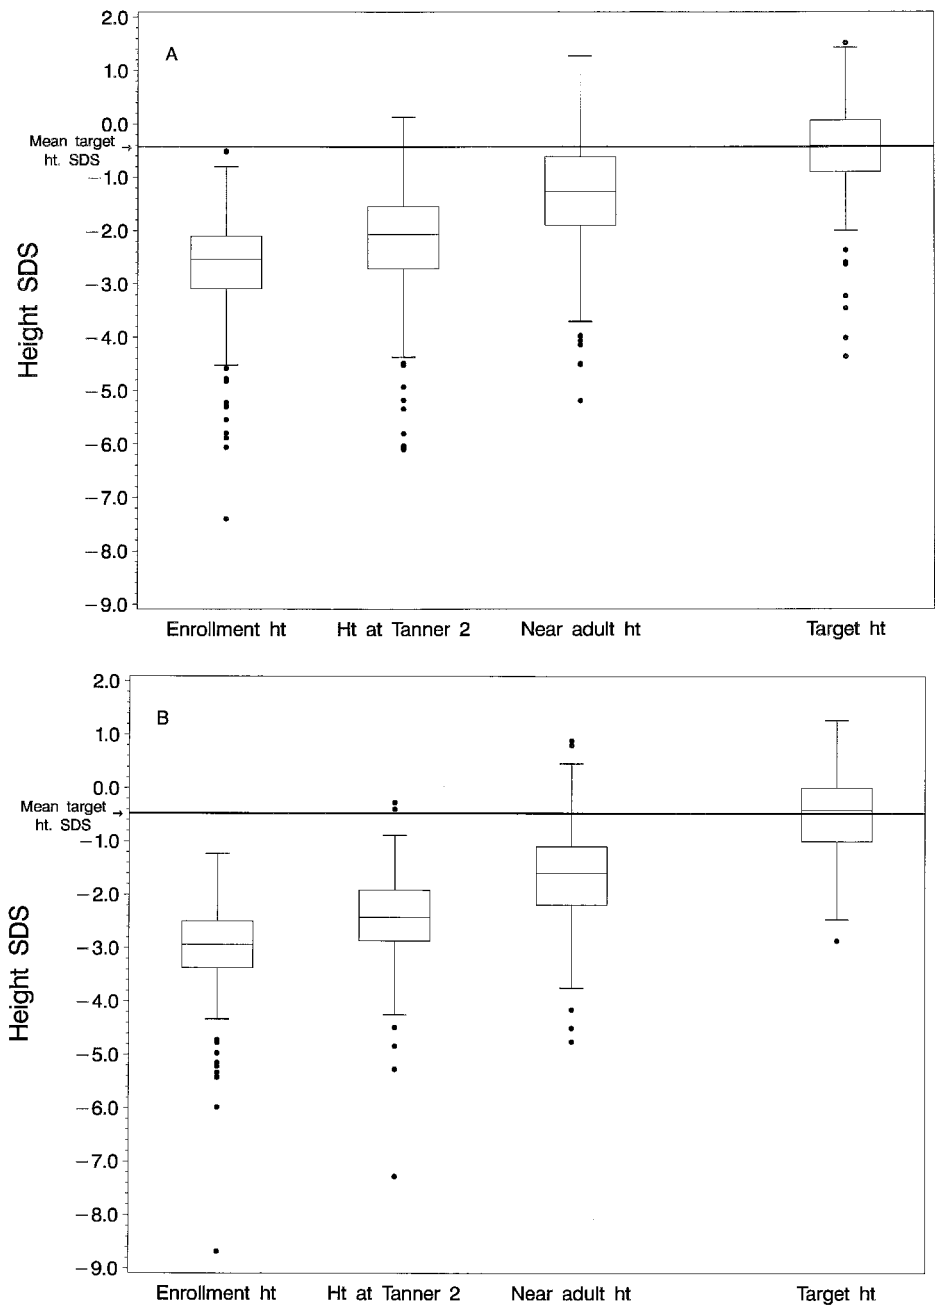 2.0
A
1.0
0.0
Mean target
ht. SDS
−1.0
−2.0
−3.0
−4.0
−5.0
−6.0
−7.0
−8.0
−9.0
Height SDS
Enrollment ht Ht at Tanner 2 Near adult ht Target ht
2.0
B
1.0
0.0
Mean target
ht. SDS
−1.0
−2.0
−3.0
−4.0
−5.0
−6.0
−7.0
−8.0
−9.0
Height SDS
Enrollment ht Ht at Tanner 2 Near adult ht Target ht